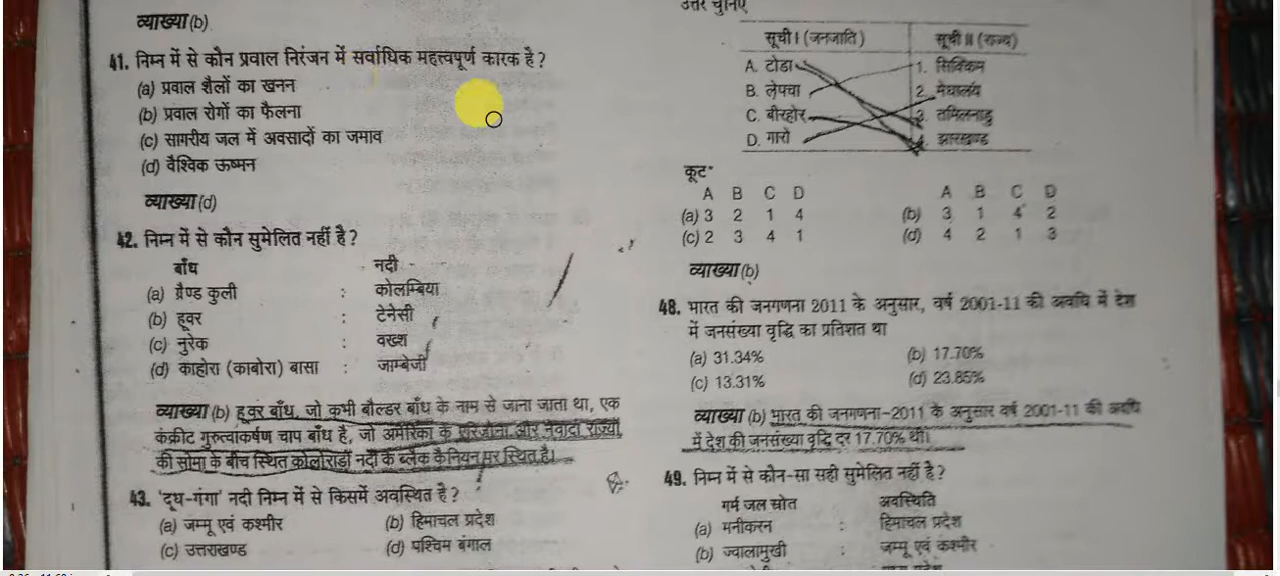 व्याख्या (b)
41. निम्न में से कौन प्रवाल निरंजन में सर्वाधिक महत्त्वपूर्ण कारक है?
(a) प्रवाल शैलों का खनन
(b) प्रवाल रोगों का फैलना
(c) सागरीय जल में अवसादों का जमाव
(d) वैश्विक ऊष्मन
व्याख्या (d)
42. निम्न में से कौन सुमेलित नहीं है?
बाँध नदी
(a) ग्रैण्ड कुली : कोलम्बिया
(b) हूवर : टेनेसी
(c) नुरेक : वख्श
(d) काहोरा (काबोरा) बासा : जाम्बेजी
व्याख्या (b) हूवर बाँध, जो कभी बौल्डर बाँध के नाम से जाना जाता था, एक
कंक्रीट गुरुत्वाकर्षण चाप बाँध है, जो अमेरिका के एरिजोना और नेवादा राज्यों
की सीमा के बीच स्थित कोलोराडो नदी के ब्लैक कैनियन पर स्थित है।
43. 'दूध-गंगा' नदी निम्न में से किसमें अवस्थित है?
(a) जम्मू एवं कश्मीर (b) हिमाचल प्रदेश
(c) उत्तराखण्ड (d) पश्चिम बंगाल
उत्तर चुनिए
सूची I (जनजाति) सूची II (राज्य)
A. टोडा 1. सिक्किम
B. लेपचा 2. मेघालय
C. बीरहोर 3. तमिलनाडु
D. गारो 4. झारखण्ड
कूट
A B C D A B C D
(a) 3 2 1 4 (b) 3 1 4 2
(c) 2 3 4 1 (d) 4 2 1 3
व्याख्या (b)
48. भारत की जनगणना 2011 के अनुसार, वर्ष 2001-11 की अवधि में देश
में जनसंख्या वृद्धि का प्रतिशत था
(a) 31.34% (b) 17.70%
(c) 13.31% (d) 23.85%
व्याख्या (b) भारत की जनगणना-2011 के अनुसार वर्ष 2001-11 की अवधि
में देश की जनसंख्या वृद्धि दर 17.70% थी।
49. निम्न में से कौन-सा सही सुमेलित नहीं है?
गर्म जल स्रोत अवस्थिति
(a) मनीकरन : हिमाचल प्रदेश
(b) ज्वालामुखी : जम्मू एवं कश्मीर